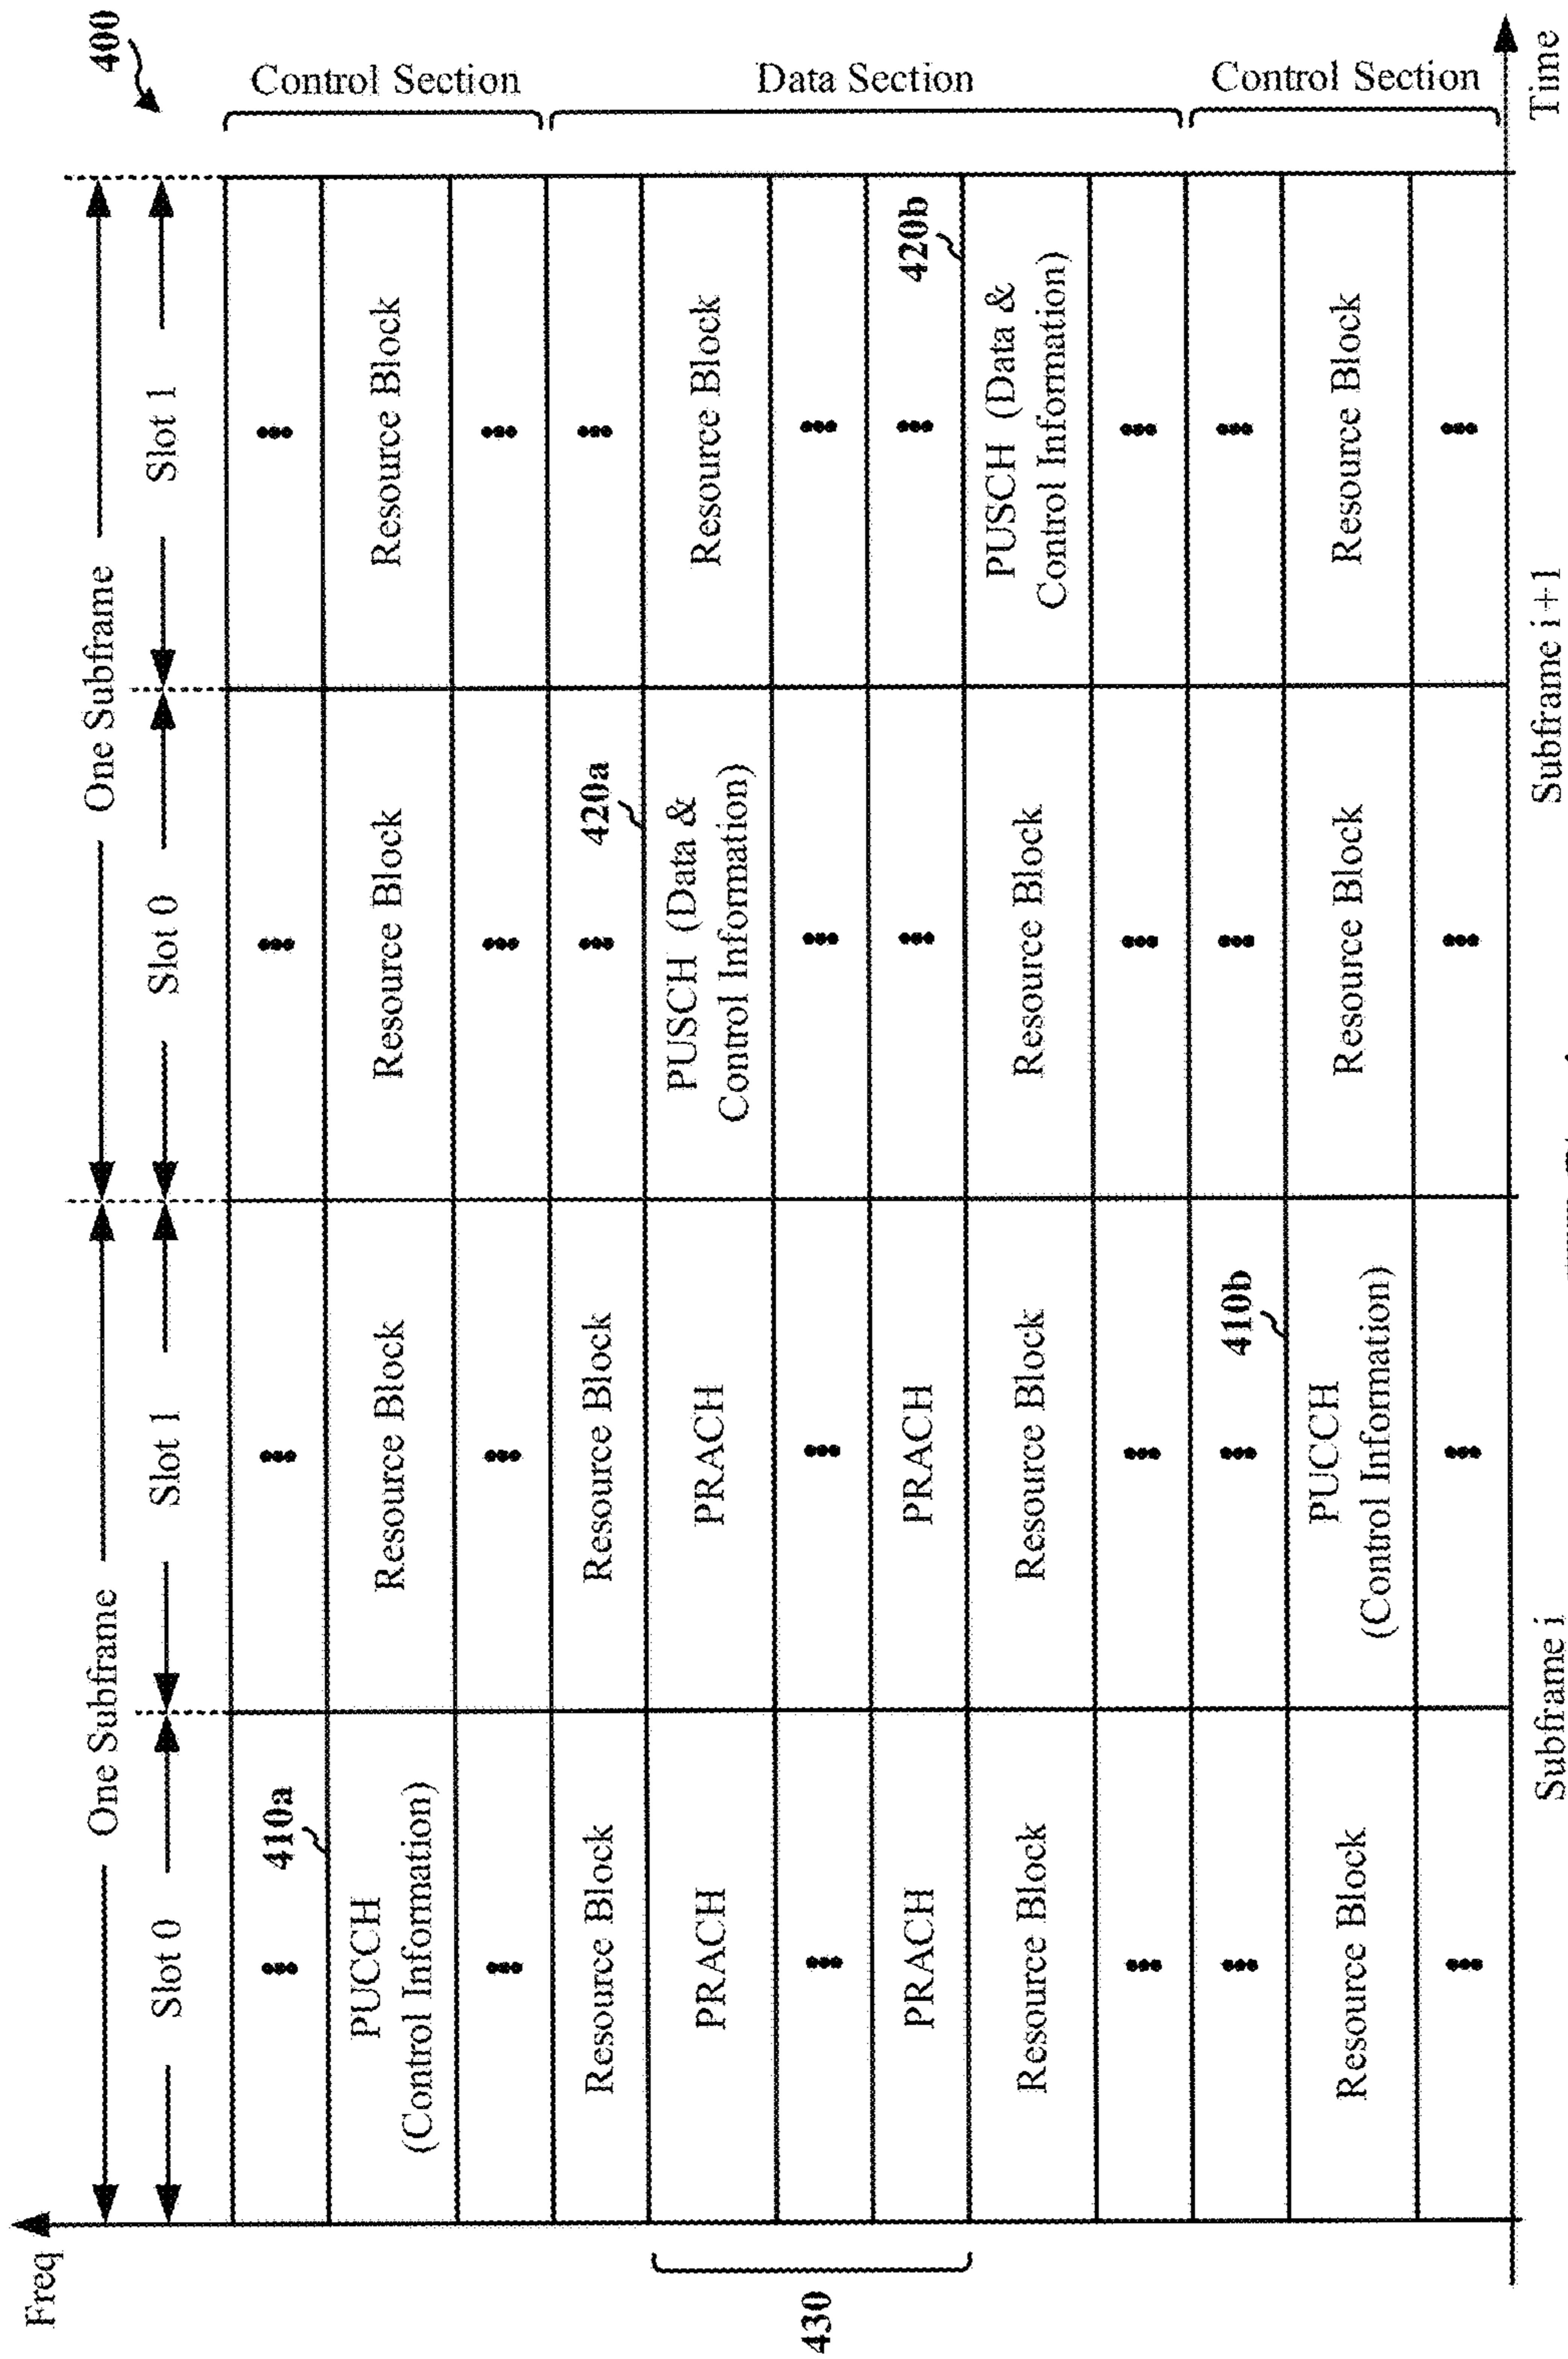 400
One Subframe
One Subframe
Slot 0
Slot 1
Slot 0
Slot 1
Freq
410a
PUCCH
(Control Information)
Resource Block
Resource Block
Resource Block
Control Section
Resource Block
Resource Block
420a
430
PRACH
PRACH
PUSCH (Data &
Control Information)
Resource Block
Data Section
PRACH
PRACH
420b
Resource Block
Resource Block
Resource Block
PUSCH (Data &
Control Information)
410b
Resource Block
PUCCH
(Control Information)
Resource Block
Resource Block
Control Section
Time
Subframe i
Subframe i+1